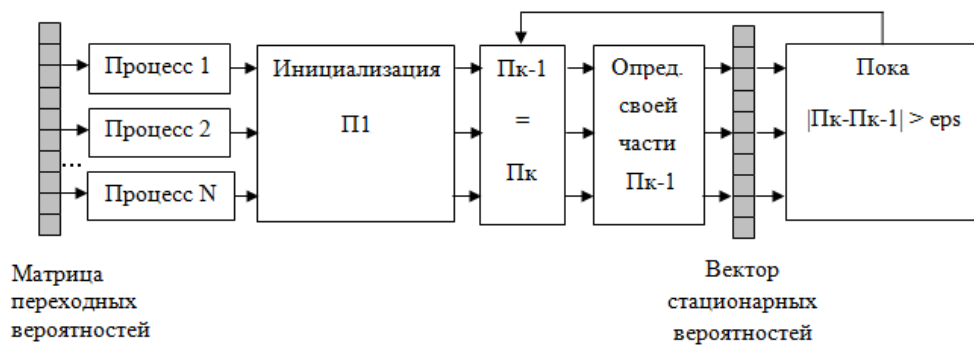 Процесс 1
Процесс 2
...
Процесс N
Инициализация
П1
Пк-1
=
Пк
Опред.
своей
части
Пк-1
Пока
|Пк-Пк-1| > eps
Матрица
переходных
вероятностей
Вектор
стационарных
вероятностей